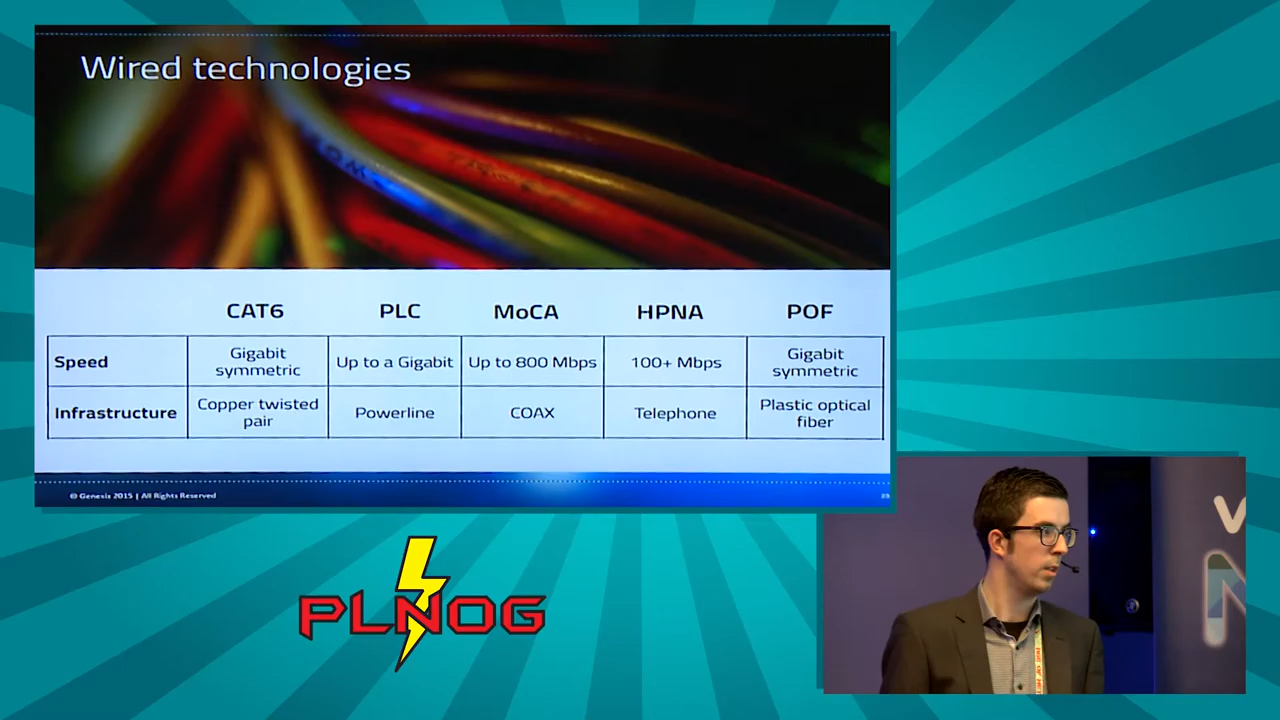 Wired technologies
CAT6 PLC MoCA HPNA POF
Speed Gigabit symmetric Up to a Gigabit Up to 800 Mbps 100+ Mbps Gigabit symmetric
Infrastructure Copper twisted pair Powerline COAX Telephone Plastic optical fiber
© Genesis 2015 | All Rights Reserved
PLNOG